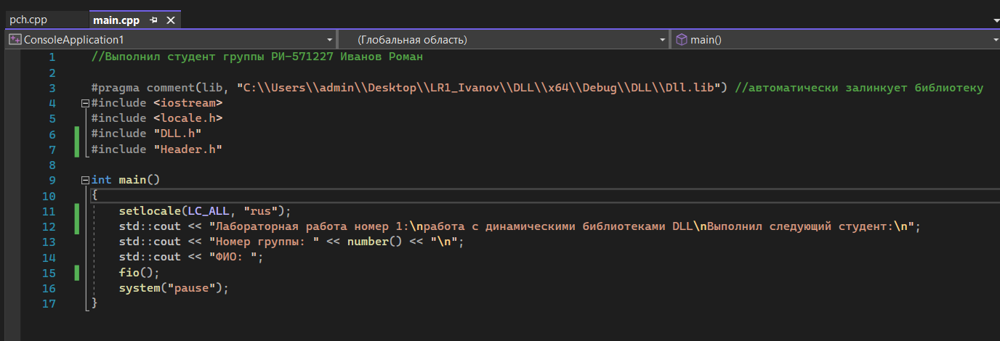 pch.cpp main.cpp
ConsoleApplication1 (Глобальная область) main()
1 //Выполнил студент группы РИ-571227 Иванов Роман
2
3 #pragma comment(lib, "C:\\Users\\admin\\Desktop\\LR1_Ivanov\\DLL\\x64\\Debug\\DLL\\Dll.lib") //автоматически залинкует библиотеку
4 #include <iostream>
5 #include <locale.h>
6 #include "DLL.h"
7 #include "Header.h"
8
9 int main()
10 {
11 setlocale(LC_ALL, "rus");
12 std::cout << "Лабораторная работа номер 1:\nработа с динамическими библиотеками DLL\nВыполнил следующий студент:\n";
13 std::cout << "Номер группы: " << number() << "\n";
14 std::cout << "ФИО: ";
15 fio();
16 system("pause");
17 }